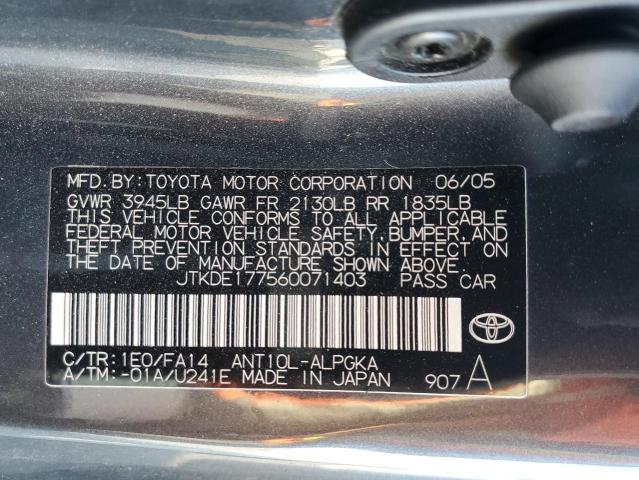 MFD.BY:TOYOTA MOTOR CORPORATION 06/05
GVWR 3945LB GAWR FR 2130LB RR 1835LB
THIS VEHICLE CONFORMS TO ALL APPLICABLE
FEDERAL MOTOR VEHICLE SAFETY, BUMPER, AND
THEFT PREVENTION STANDARDS IN EFFECT ON
THE DATE OF MANUFACTURE SHOWN ABOVE.
JTKDE177560071403 PASS CAR
C/TR:1E0/FA14 ANT10L-ALPGKA
A/TM:-01A/U241E MADE IN JAPAN 907 A